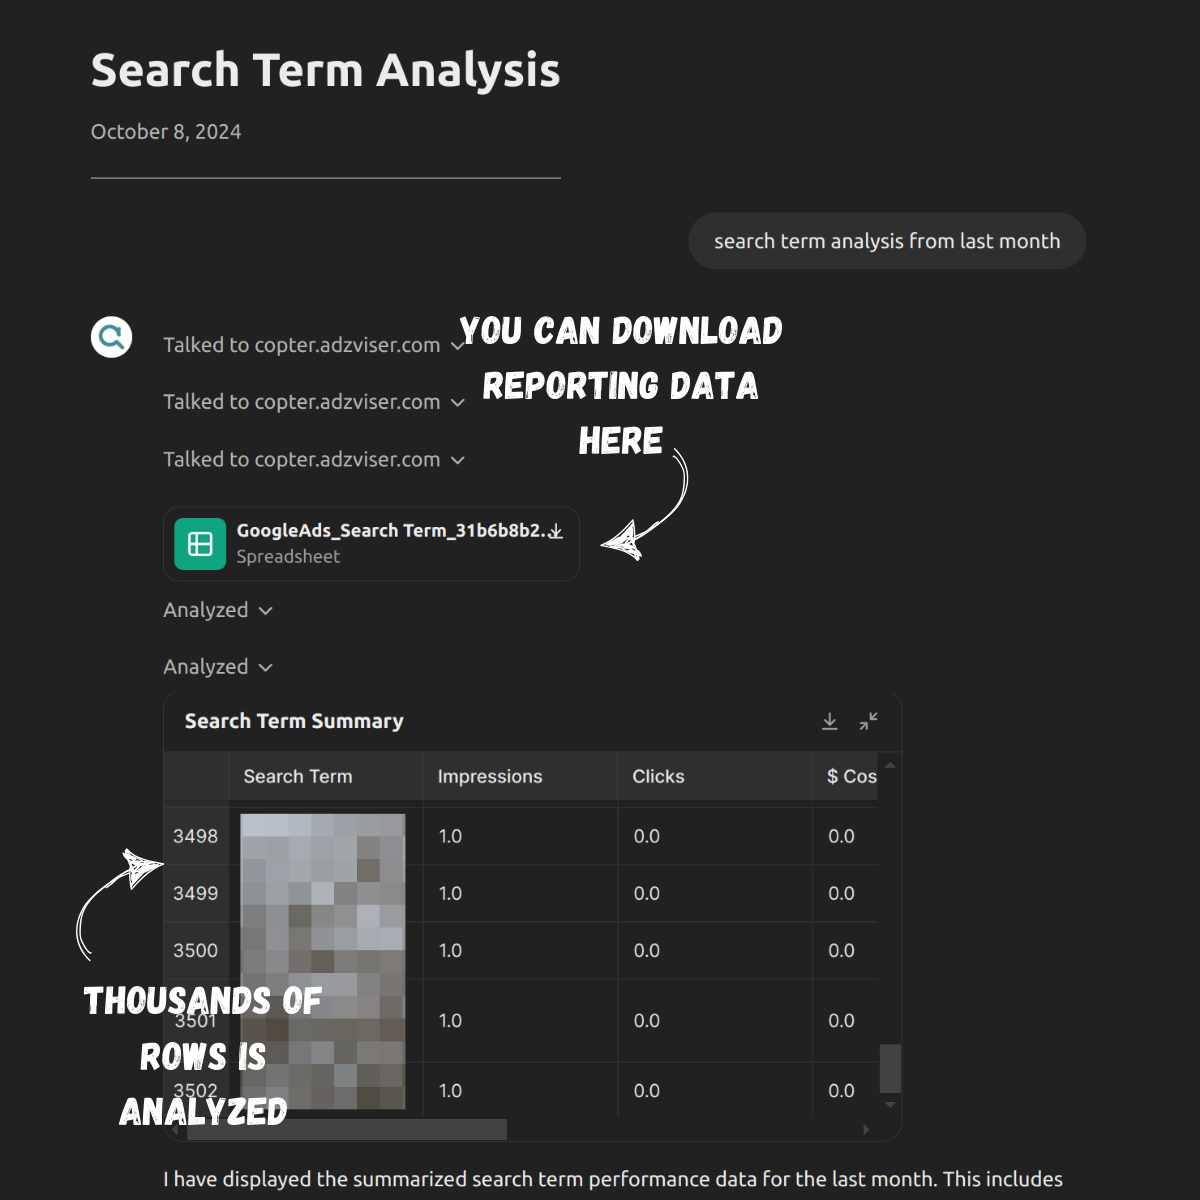 Search Term Analysis
October 8, 2024
search term analysis from last month
YOU CAN DOWNLOAD
REPORTING DATA
HERE
Talked to copter.adzviser.com
Talked to copter.adzviser.com
Talked to copter.adzviser.com
GoogleAds_Search Term_31b6b8b2...
Spreadsheet
Analyzed
Analyzed
Search Term Summary
Search Term Impressions Clicks $ Cos
3498 1.0 0.0 0.0
3499 1.0 0.0 0.0
3500 1.0 0.0 0.0
3501 1.0 0.0 0.0
3502 1.0 0.0 0.0
THOUSANDS OF
ROWS IS
ANALYZED
I have displayed the summarized search term performance data for the last month. This includes